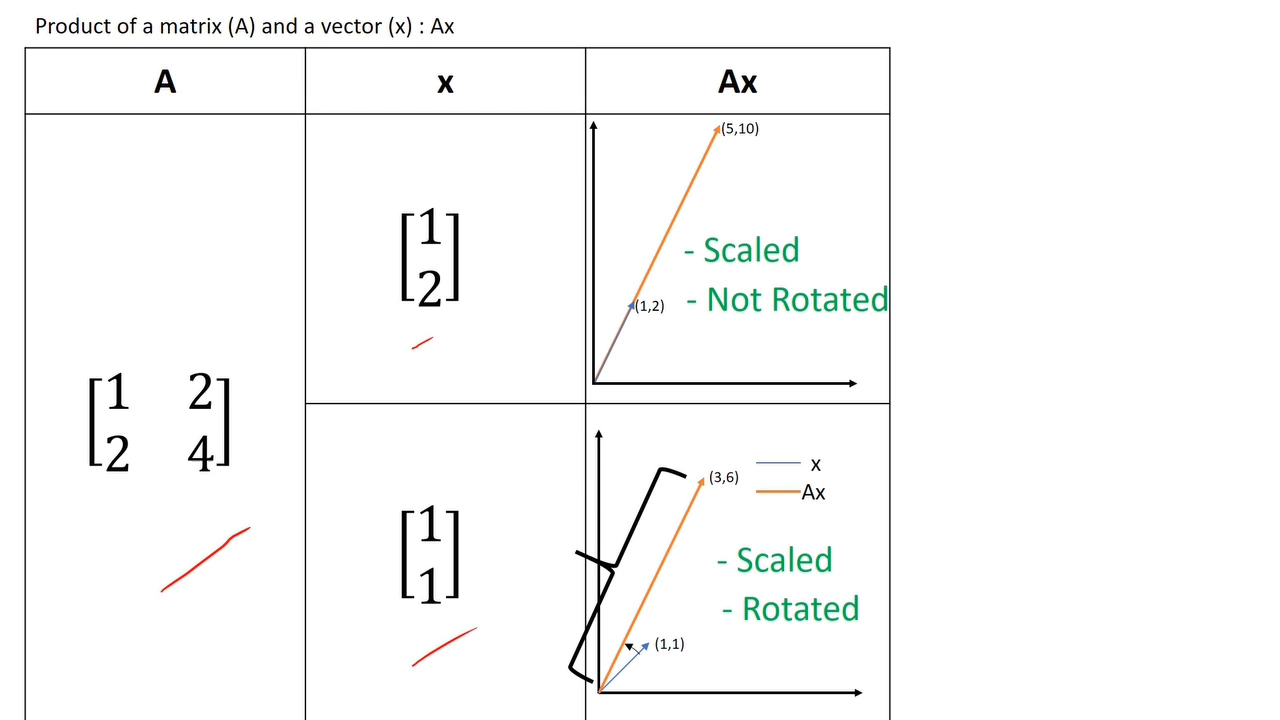 Product of a matrix (A) and a vector (x) : Ax
A x Ax
[1 2]
[2 4]
[1]
[2]
(5,10)
- Scaled
- Not Rotated
(1,2)
[1]
[1]
x
(3,6)
Ax
- Scaled
- Rotated
(1,1)